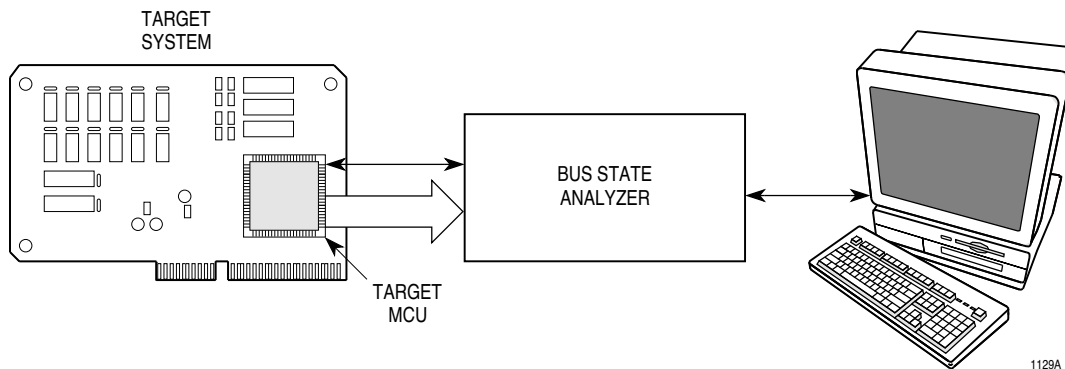 TARGET
SYSTEM
BUS STATE
ANALYZER
TARGET
MCU
1129A